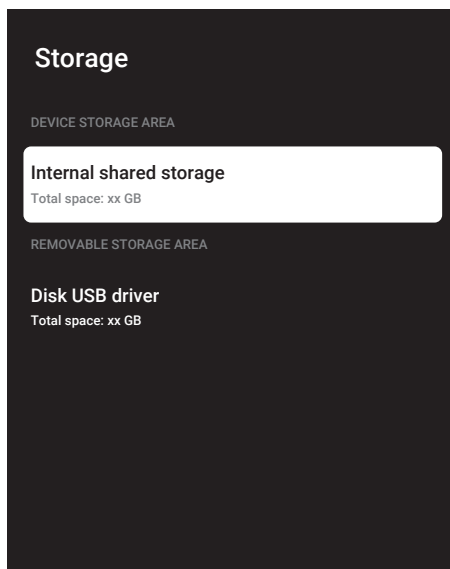 Storage
DEVICE STORAGE AREA
Internal shared storage
Total space: xx GB
REMOVABLE STORAGE AREA
Disk USB driver
Total space: xx GB